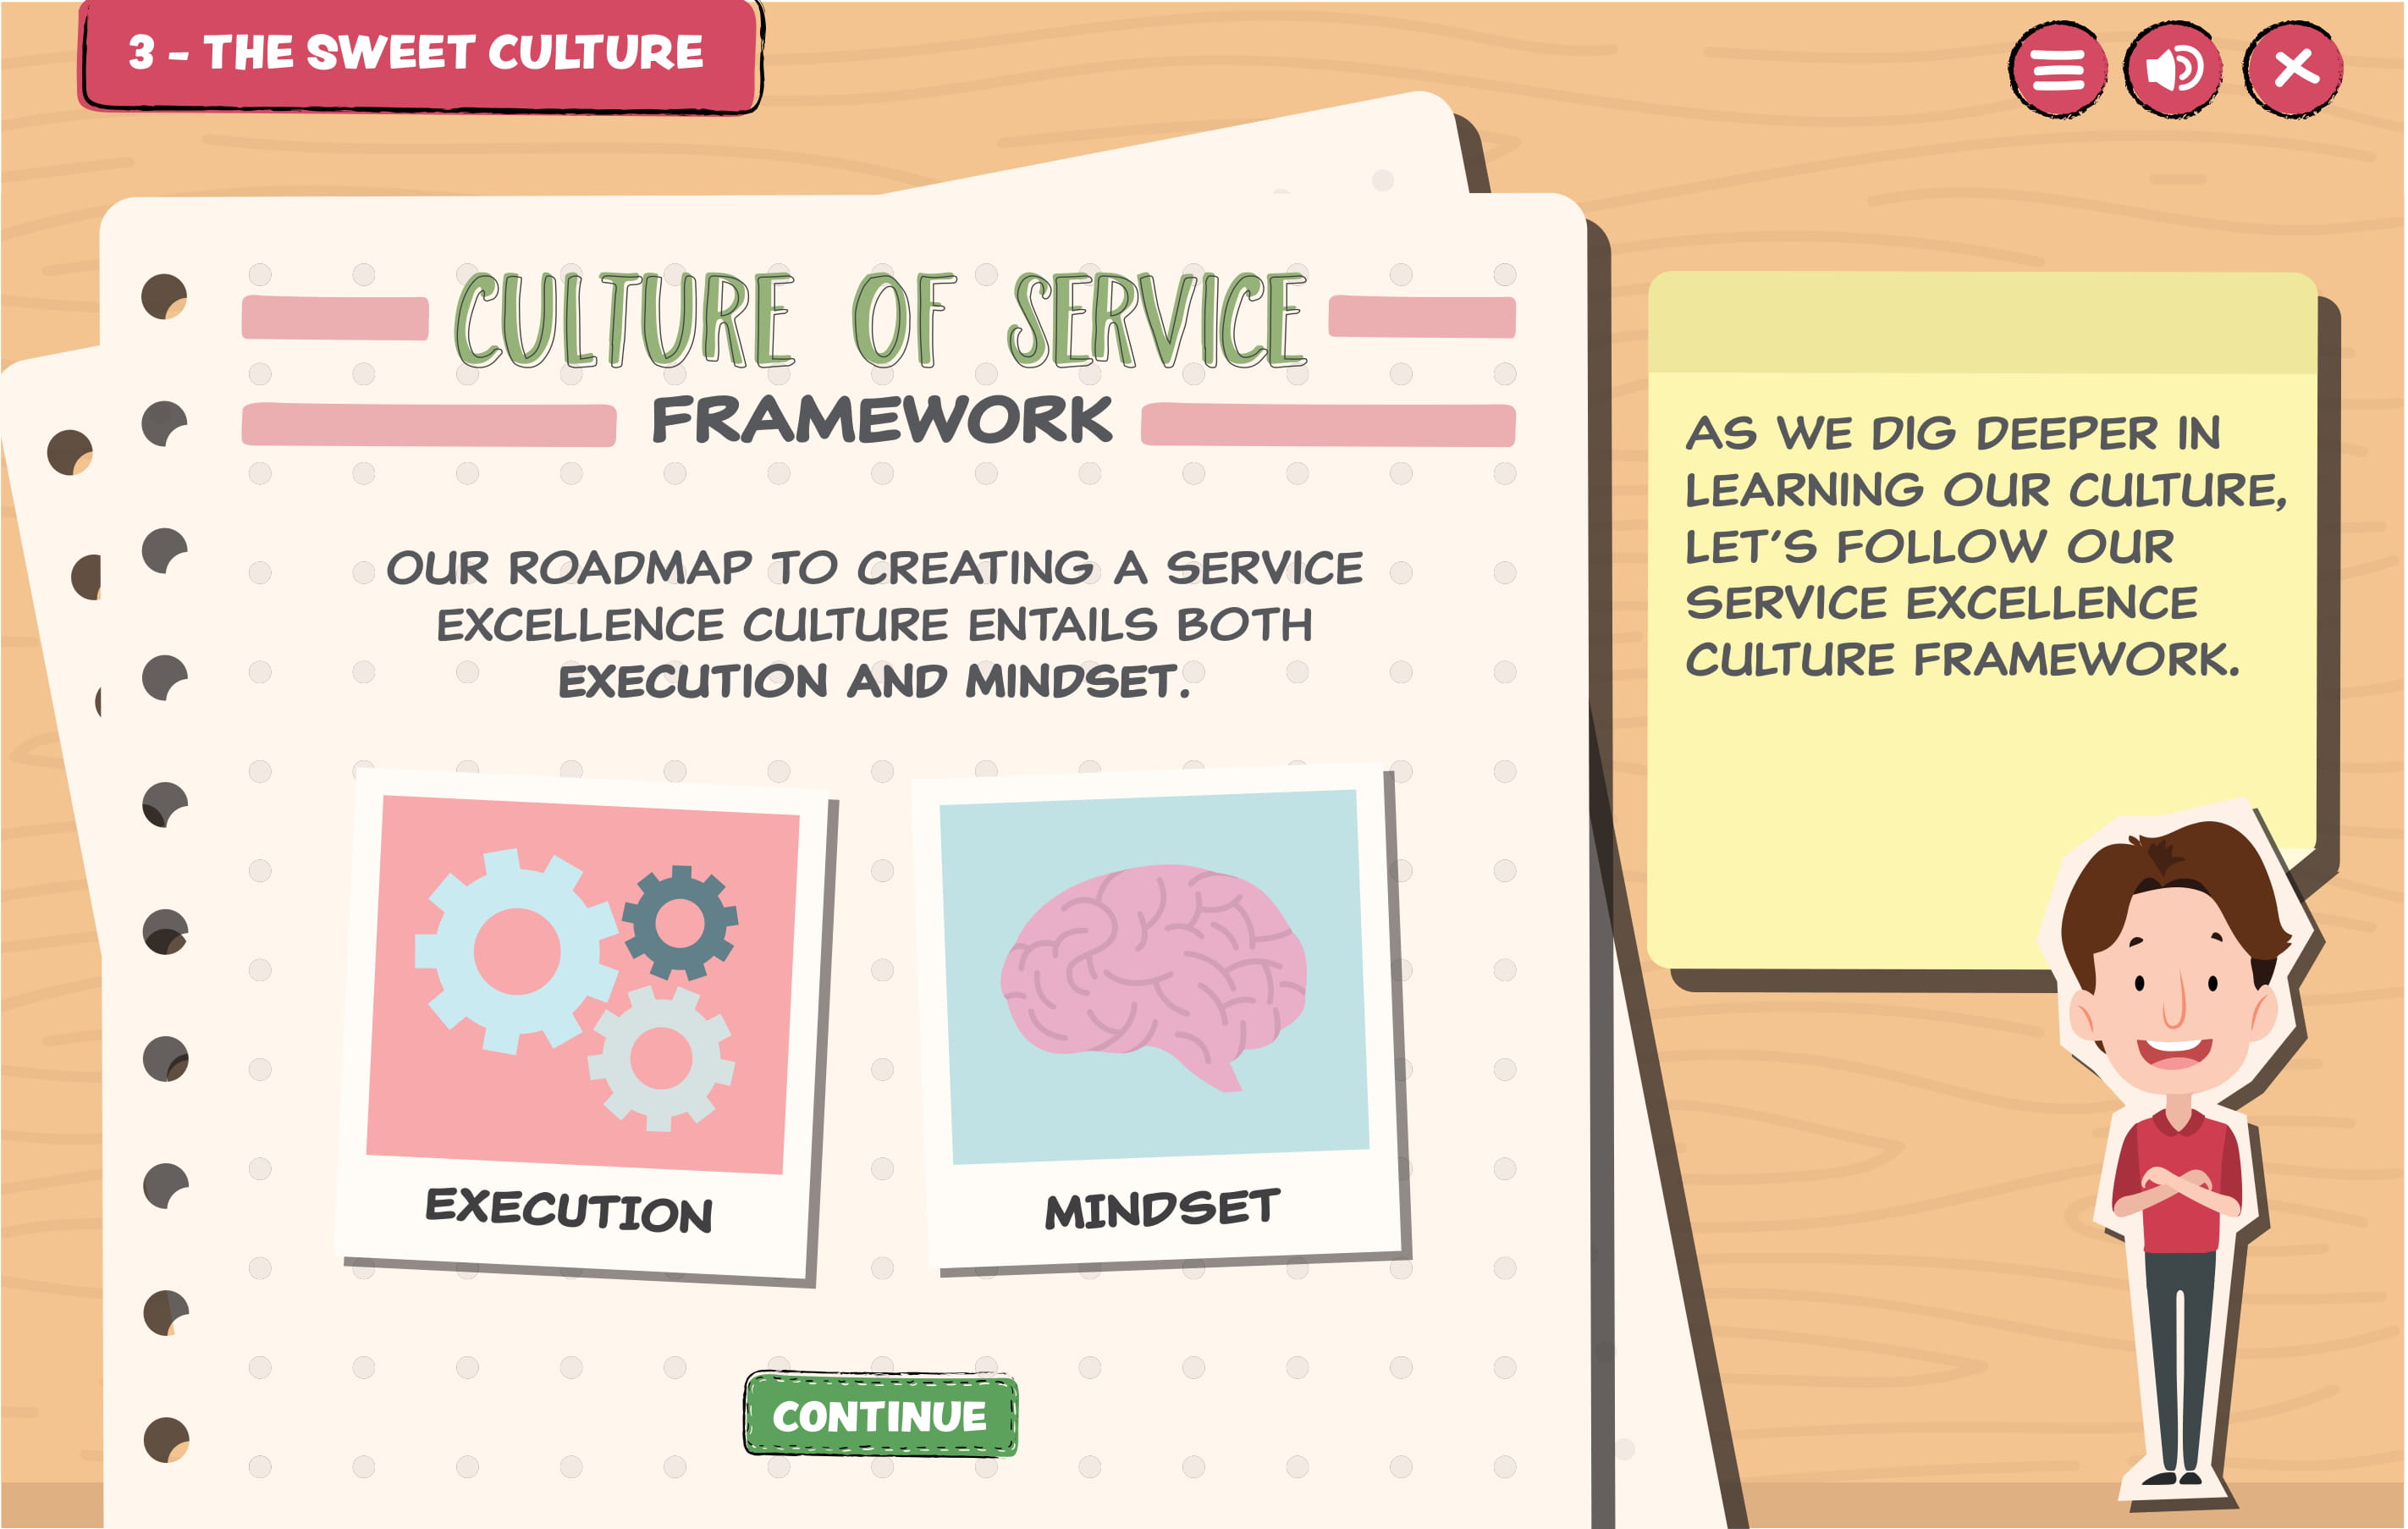 3 - THE SWEET CULTURE
CULTURE OF SERVICE
FRAMEWORK
OUR ROADMAP TO CREATING A SERVICE
EXCELLENCE CULTURE ENTAILS BOTH
EXECUTION AND MINDSET.
EXECUTION
MINDSET
CONTINUE
AS WE DIG DEEPER IN
LEARNING OUR CULTURE,
LET'S FOLLOW OUR
SERVICE EXCELLENCE
CULTURE FRAMEWORK.